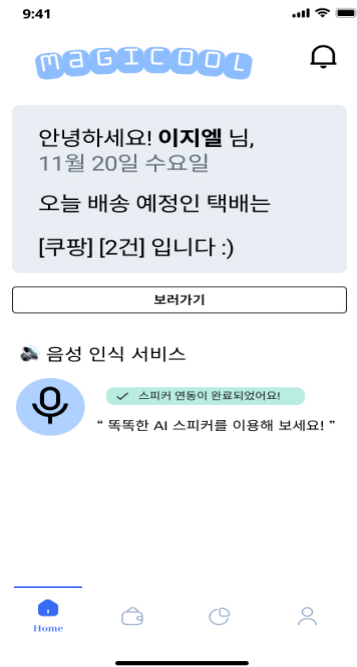 9:41
MAGICOOL
안녕하세요! 이지엘 님,
11월 20일 수요일
오늘 배송 예정인 택배는
[쿠팡] [2건] 입니다 :)
보러가기
음성 인식 서비스
스피커 연동이 완료되었어요!
“ 똑똑한 AI 스피커를 이용해 보세요! ”
Home